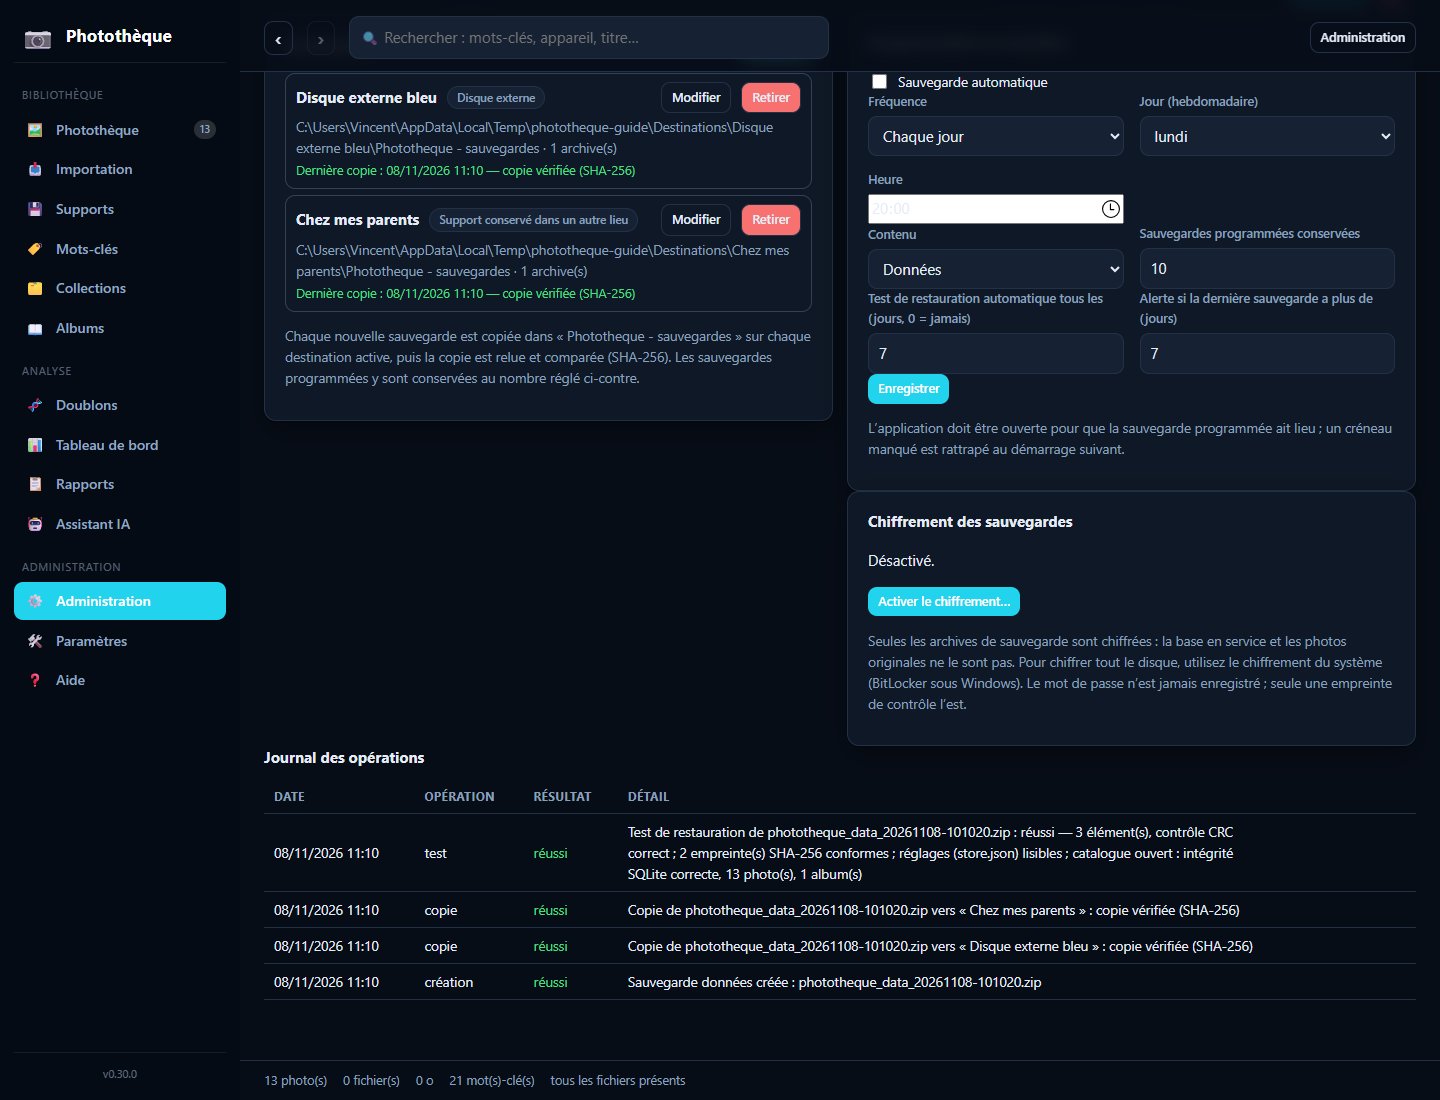 Photothèque
BIBLIOTHÈQUE
Photothèque
13
Importation
Supports
Mots-clés
Collections
Albums
ANALYSE
Doublons
Tableau de bord
Rapports
Assistant IA
ADMINISTRATION
Administration
Paramètres
Aide
v0.30.0
‹
›
Rechercher : mots-clés, appareil, titre...
Administration
Disque externe bleu
Disque externe
Modifier
Retirer
C:\Users\Vincent\AppData\Local\Temp\phototheque-guide\Destinations\Disque
externe bleu\Phototheque - sauvegardes · 1 archive(s)
Dernière copie : 08/11/2026 11:10 — copie vérifiée (SHA-256)
Chez mes parents
Support conservé dans un autre lieu
Modifier
Retirer
C:\Users\Vincent\AppData\Local\Temp\phototheque-guide\Destinations\Chez mes
parents\Phototheque - sauvegardes · 1 archive(s)
Dernière copie : 08/11/2026 11:10 — copie vérifiée (SHA-256)
Chaque nouvelle sauvegarde est copiée dans « Phototheque - sauvegardes » sur chaque
destination active, puis la copie est relue et comparée (SHA-256). Les sauvegardes
programmées y sont conservées au nombre réglé ci-contre.
Sauvegarde automatique
Fréquence
Chaque jour
Jour (hebdomadaire)
lundi
Heure
20:00
Contenu
Données
Sauvegardes programmées conservées
10
Test de restauration automatique tous les
(jours, 0 = jamais)
7
Alerte si la dernière sauvegarde a plus de
(jours)
7
Enregistrer
L'application doit être ouverte pour que la sauvegarde programmée ait lieu ; un créneau
manqué est rattrapé au démarrage suivant.
Chiffrement des sauvegardes
Désactivé.
Activer le chiffrement...
Seules les archives de sauvegarde sont chiffrées : la base en service et les photos
originales ne le sont pas. Pour chiffrer tout le disque, utilisez le chiffrement du système
(BitLocker sous Windows). Le mot de passe n'est jamais enregistré ; seule une empreinte
de contrôle l'est.
Journal des opérations
DATE OPÉRATION RÉSULTAT DÉTAIL
08/11/2026 11:10 test réussi Test de restauration de phototheque_data_20261108-101020.zip : réussi — 3 élément(s), contrôle CRC
correct ; 2 empreinte(s) SHA-256 conformes ; réglages (store.json) lisibles ; catalogue ouvert : intégrité
SQLite correcte, 13 photo(s), 1 album(s)
08/11/2026 11:10 copie réussi Copie de phototheque_data_20261108-101020.zip vers « Chez mes parents » : copie vérifiée (SHA-256)
08/11/2026 11:10 copie réussi Copie de phototheque_data_20261108-101020.zip vers « Disque externe bleu » : copie vérifiée (SHA-256)
08/11/2026 11:10 création réussi Sauvegarde données créée : phototheque_data_20261108-101020.zip
13 photo(s) 0 fichier(s) 0 o 21 mot(s)-clé(s) tous les fichiers présents